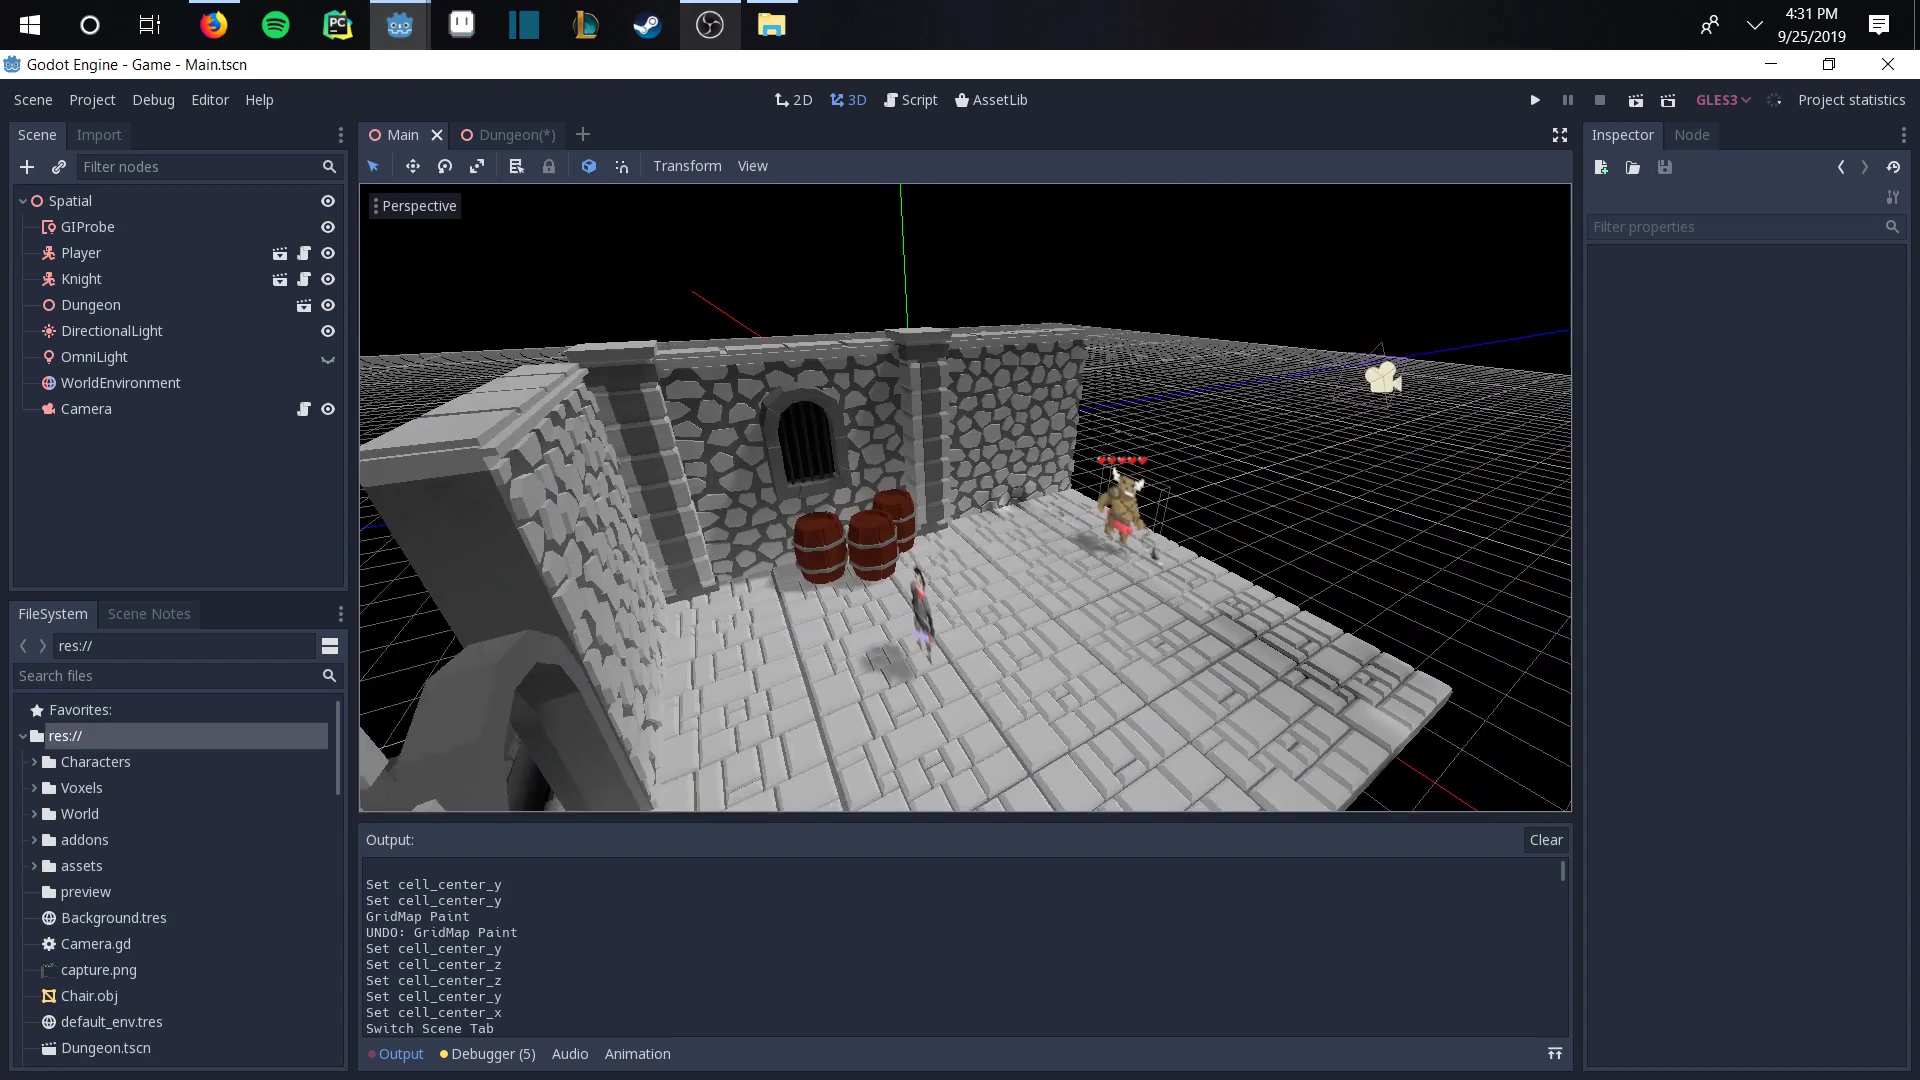 PC
4:31 PM
9/25/2019
Godot Engine - Game - Main.tscn
Scene Project Debug Editor Help
2D 3D Script AssetLib
GLES3 Project statistics
Scene Import
Main Dungeon(*)
Inspector Node
Filter nodes
Transform View
Perspective
Filter properties
Spatial
GIProbe
Player
Knight
Dungeon
DirectionalLight
OmniLight
WorldEnvironment
Camera
FileSystem Scene Notes
res://
Search files
Favorites:
res://
Characters
Voxels
World
addons
assets
preview
Background.tres
Camera.gd
capture.png
Chair.obj
default_env.tres
Dungeon.tscn
Output:
Clear
Set cell_center_y
Set cell_center_y
GridMap Paint
UNDO: GridMap Paint
Set cell_center_y
Set cell_center_z
Set cell_center_z
Set cell_center_y
Set cell_center_x
Switch Scene Tab
Output Debugger (5) Audio Animation